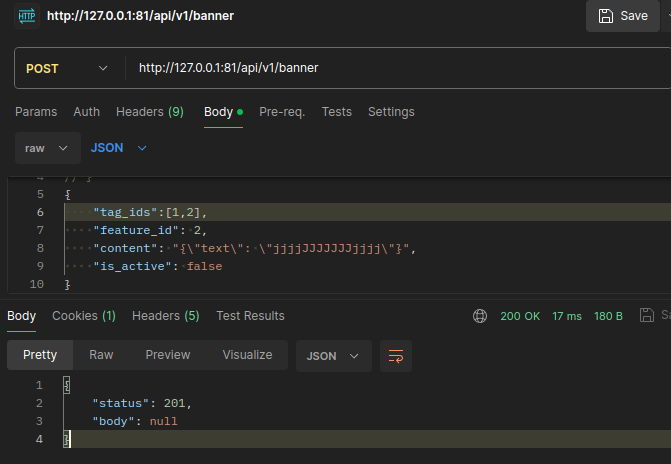 HTTP http://127.0.0.1:81/api/v1/banner Save
POST http://127.0.0.1:81/api/v1/banner
Params Auth Headers (9) Body Pre-req. Tests Settings
raw JSON
4 // }
5 {
6 "tag_ids":[1,2],
7 "feature_id": 2,
8 "content": "{\"text\": \"jjjjJJJJJJJjjjj\"}",
9 "is_active": false
10 }
Body Cookies (1) Headers (5) Test Results 200 OK 17 ms 180 B Sa
Pretty Raw Preview Visualize JSON
1 {
2 "status": 201,
3 "body": null
4 }